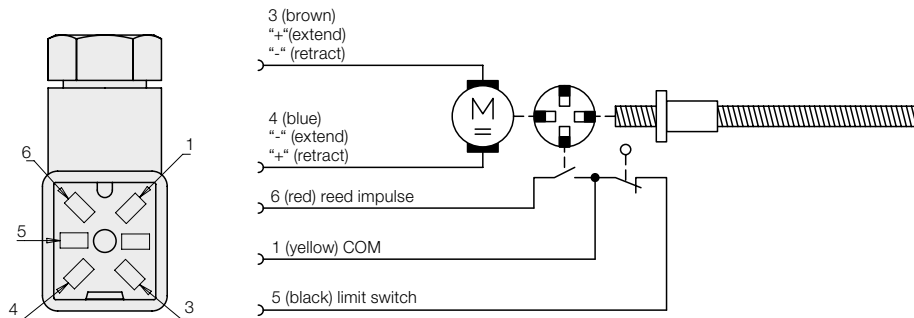 3 (brown)
“+“(extend)
“-“ (retract)
4 (blue)
“-“ (extend)
“+“ (retract)
6 (red) reed impulse
1 (yellow) COM
5 (black) limit switch
M
6
1
5
4
3